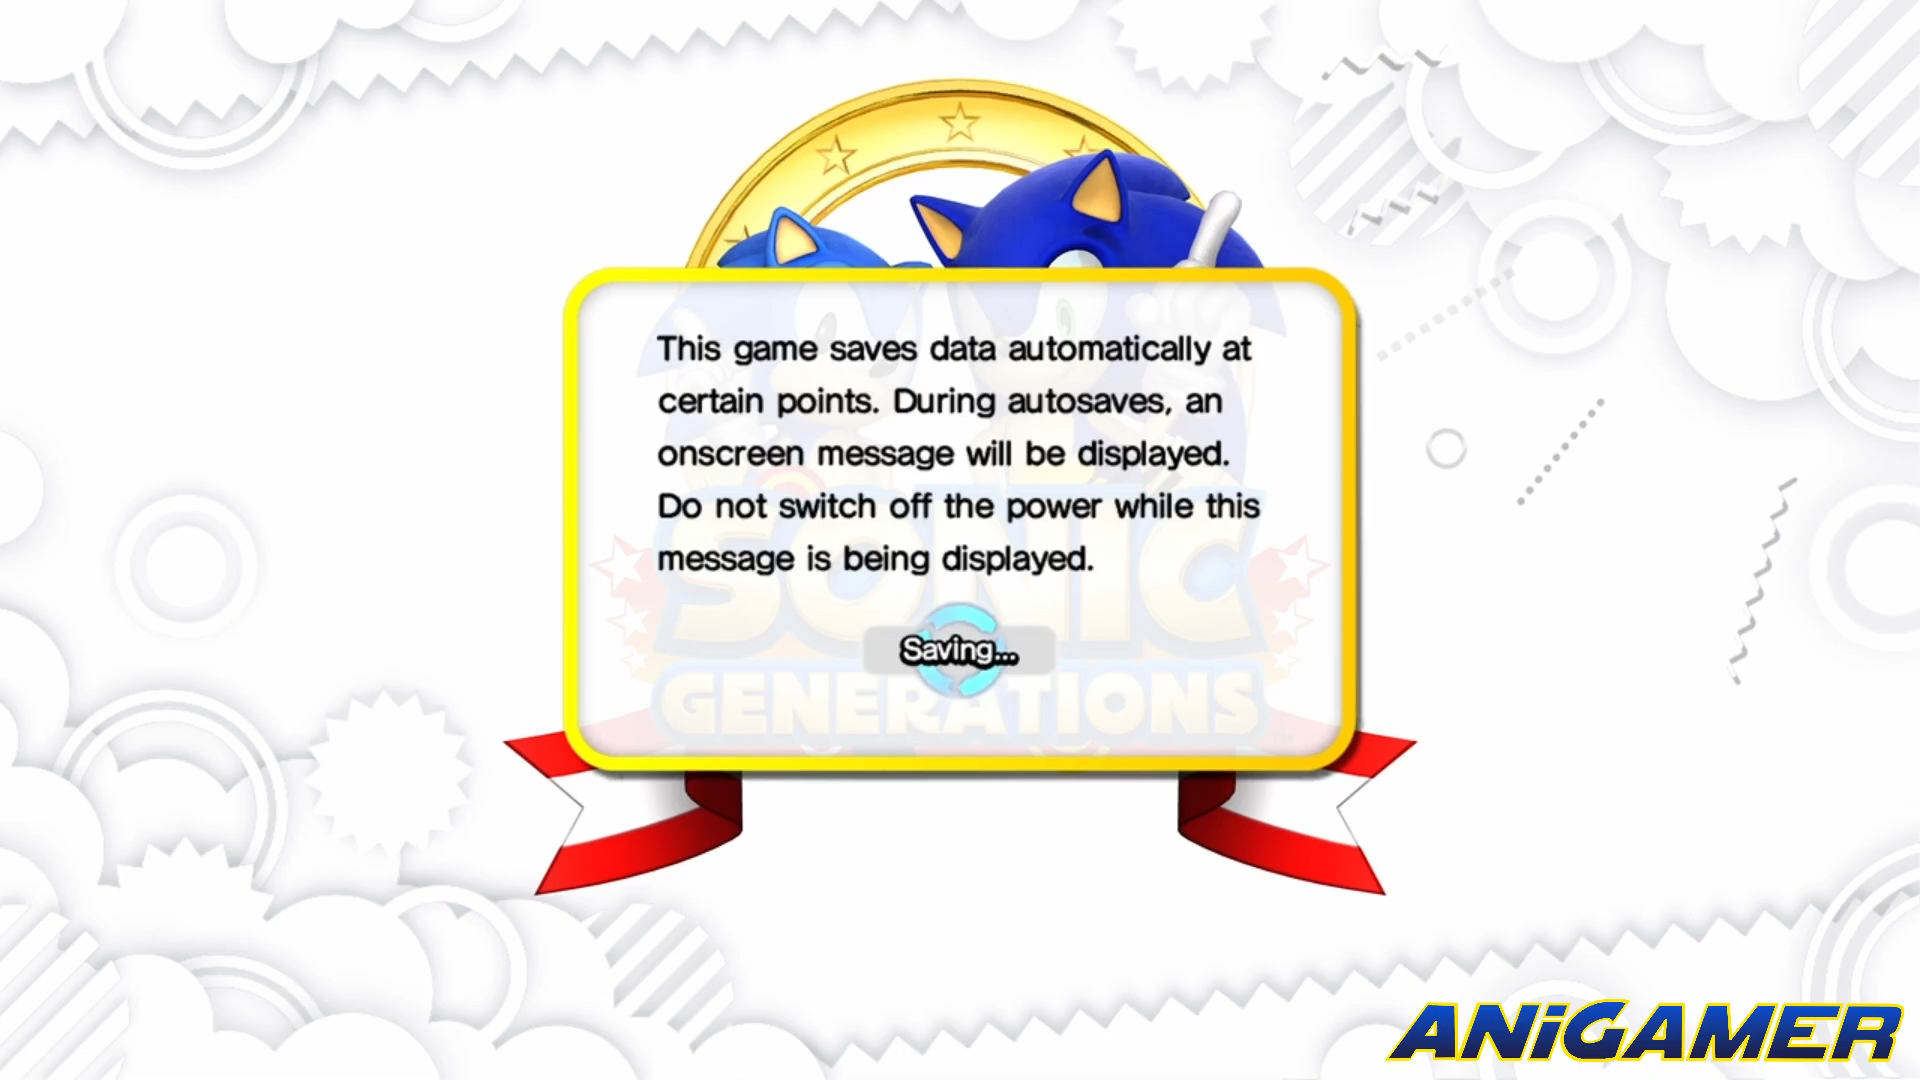 This game saves data automatically at
certain points. During autosaves, an
onscreen message will be displayed.
Do not switch off the power while this
message is being displayed.
Saving...
SONIC
GENERATIONS
ANiGAMER